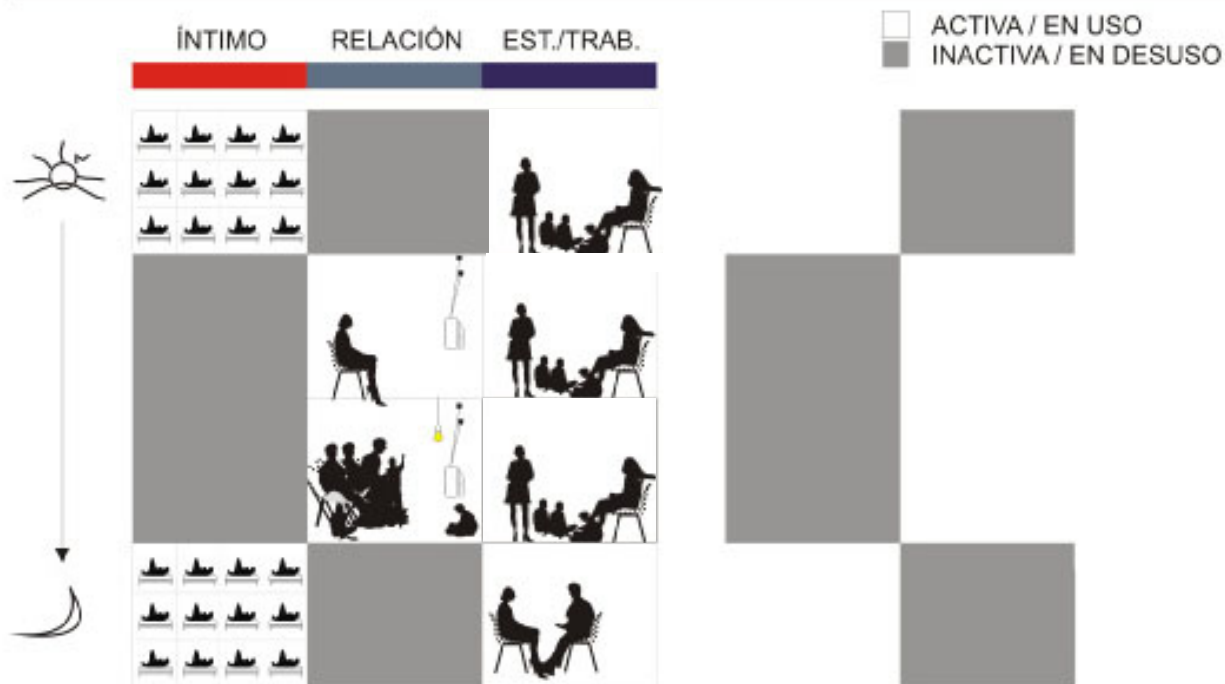 ÍNTIMO
RELACIÓN
EST./TRAB.
ACTIVA / EN USO
INACTIVA / EN DESUSO